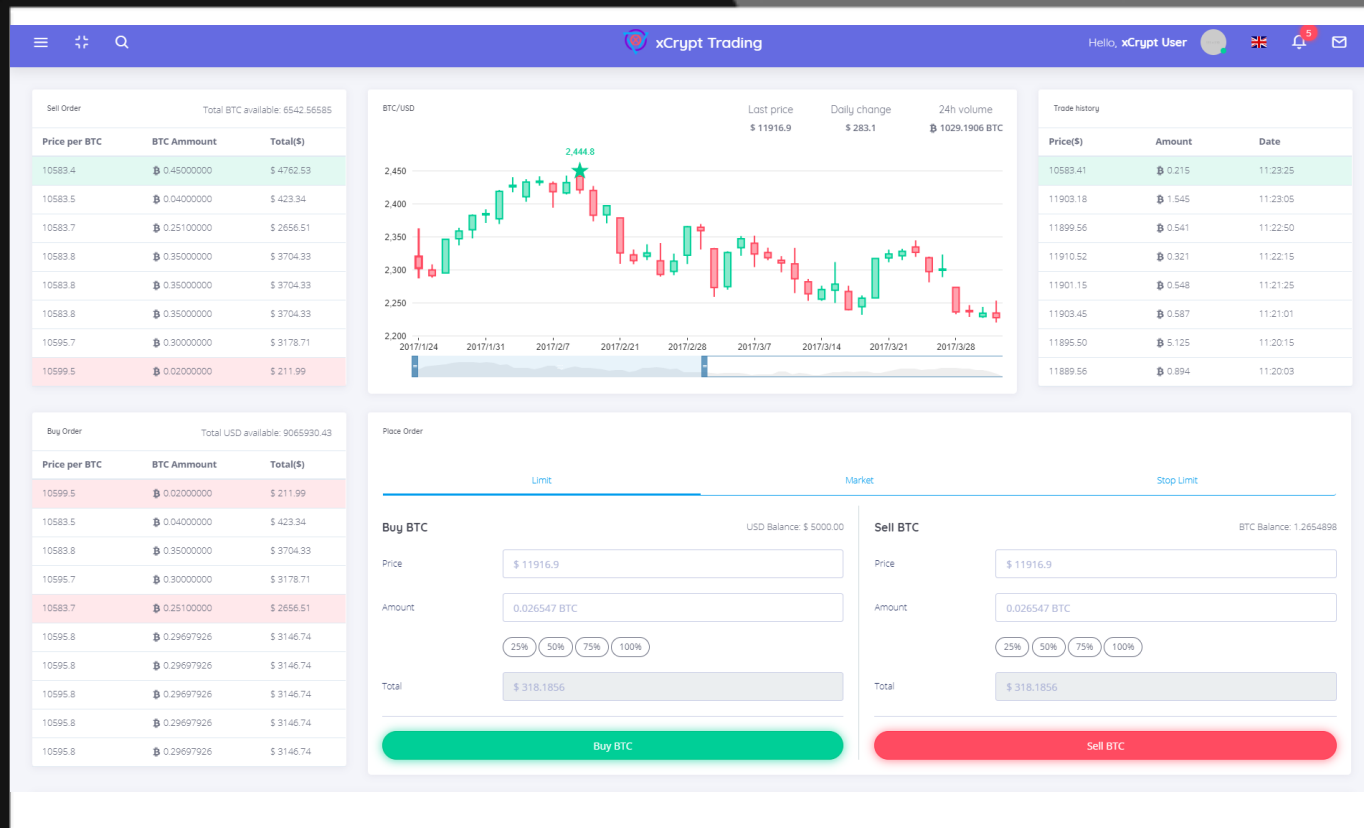 xCrypt Trading
Hello, xCrypt User
5
Sell Order Total BTC available: 6542.56585
Price per BTC BTC Ammount Total($)
10583.4 ₿ 0.45000000 $ 4762.53
10583.5 ₿ 0.04000000 $ 423.34
10583.7 ₿ 0.25100000 $ 2656.51
10583.8 ₿ 0.35000000 $ 3704.33
10583.8 ₿ 0.35000000 $ 3704.33
10583.8 ₿ 0.35000000 $ 3704.33
10595.7 ₿ 0.30000000 $ 3178.71
10599.5 ₿ 0.02000000 $ 211.99
BTC/USD
Last price Daily change 24h volume
$ 11916.9 $ 283.1 ₿ 1029.1906 BTC
2,444.8
2,450
2,400
2,350
2,300
2,250
2,200
2017/1/24 2017/1/31 2017/2/7 2017/2/21 2017/2/28 2017/3/7 2017/3/14 2017/3/21 2017/3/28
Trade history
Price($) Amount Date
10583.41 ₿ 0.215 11:23:25
11903.18 ₿ 1.545 11:23:05
11899.56 ₿ 0.541 11:22:50
11910.52 ₿ 0.321 11:22:15
11901.15 ₿ 0.548 11:21:25
11903.45 ₿ 0.587 11:21:01
11895.50 ₿ 5.125 11:20:15
11889.56 ₿ 0.894 11:20:03
Buy Order Total USD available: 9065930.43
Price per BTC BTC Ammount Total($)
10599.5 ₿ 0.02000000 $ 211.99
10583.5 ₿ 0.04000000 $ 423.34
10583.8 ₿ 0.35000000 $ 3704.33
10595.7 ₿ 0.30000000 $ 3178.71
10583.7 ₿ 0.25100000 $ 2656.51
10595.8 ₿ 0.29697926 $ 3146.74
10595.8 ₿ 0.29697926 $ 3146.74
10595.8 ₿ 0.29697926 $ 3146.74
10595.8 ₿ 0.29697926 $ 3146.74
10595.8 ₿ 0.29697926 $ 3146.74
Place Order
Limit Market Stop Limit
Buy BTC USD Balance: $ 5000.00
Price $ 11916.9
Amount 0.026547 BTC
25% 50% 75% 100%
Total $ 318.1856
Buy BTC
Sell BTC BTC Balance: 1.2654898
Price $ 11916.9
Amount 0.026547 BTC
25% 50% 75% 100%
Total $ 318.1856
Sell BTC